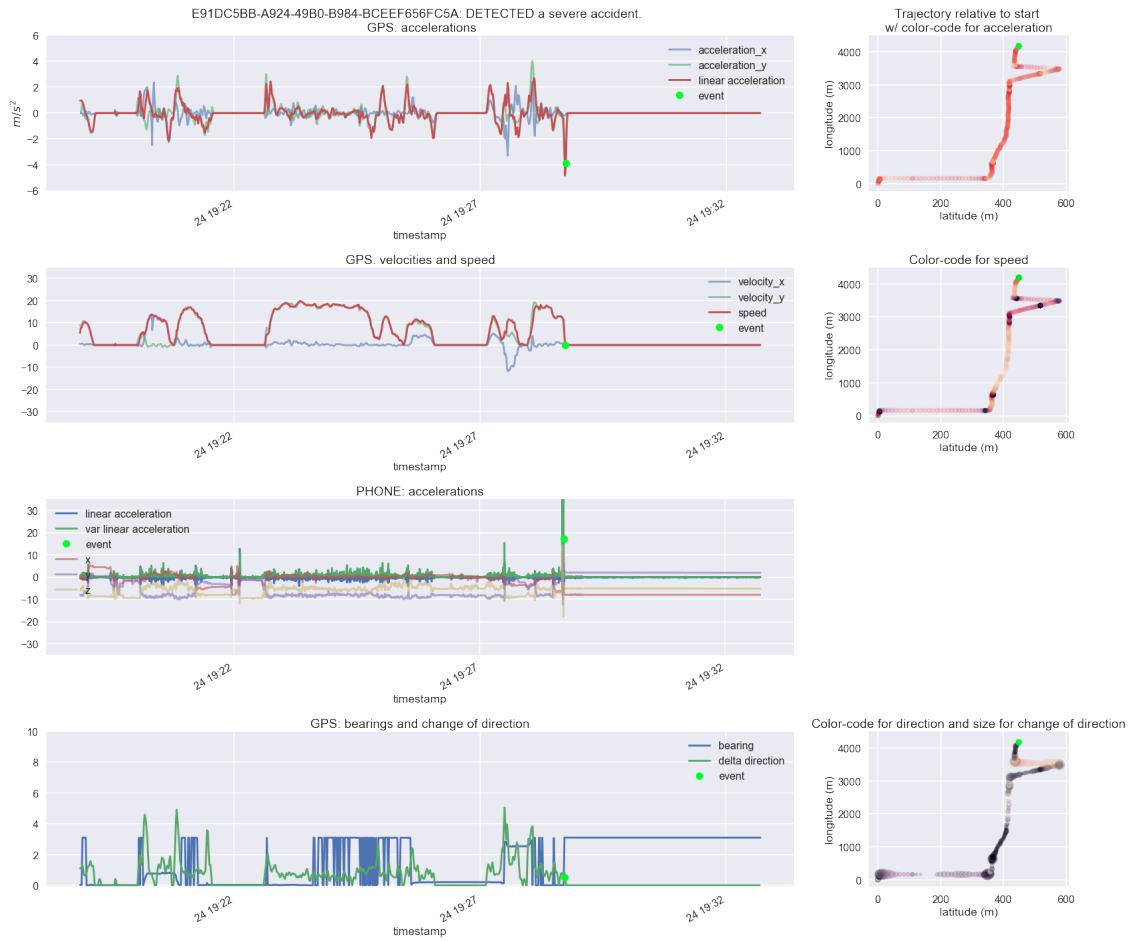 E91DC5BB-A924-49B0-B984-BCEEF656FC5A: DETECTED a severe accident.
GPS: accelerations
6
4
2
0
−2
−4
−6
m/s²
acceleration_x
acceleration_y
linear acceleration
event
24 19:22
24 19:27
24 19:32
timestamp
Trajectory relative to start
w/ color-code for acceleration
4000
3000
2000
1000
0
longitude (m)
0
200
400
600
latitude (m)
GPS: velocities and speed
30
20
10
0
−10
−20
−30
velocity_x
velocity_y
speed
event
24 19:22
24 19:27
24 19:32
timestamp
Color-code for speed
4000
3000
2000
1000
0
longitude (m)
0
200
400
600
latitude (m)
PHONE: accelerations
30
20
10
0
−10
−20
−30
linear acceleration
var linear acceleration
event
x
z
24 19:22
24 19:27
24 19:32
timestamp
GPS: bearings and change of direction
10
8
6
4
2
0
bearing
delta direction
event
24 19:22
24 19:27
24 19:32
timestamp
Color-code for direction and size for change of direction
4000
3000
2000
1000
0
longitude (m)
0
200
400
600
latitude (m)